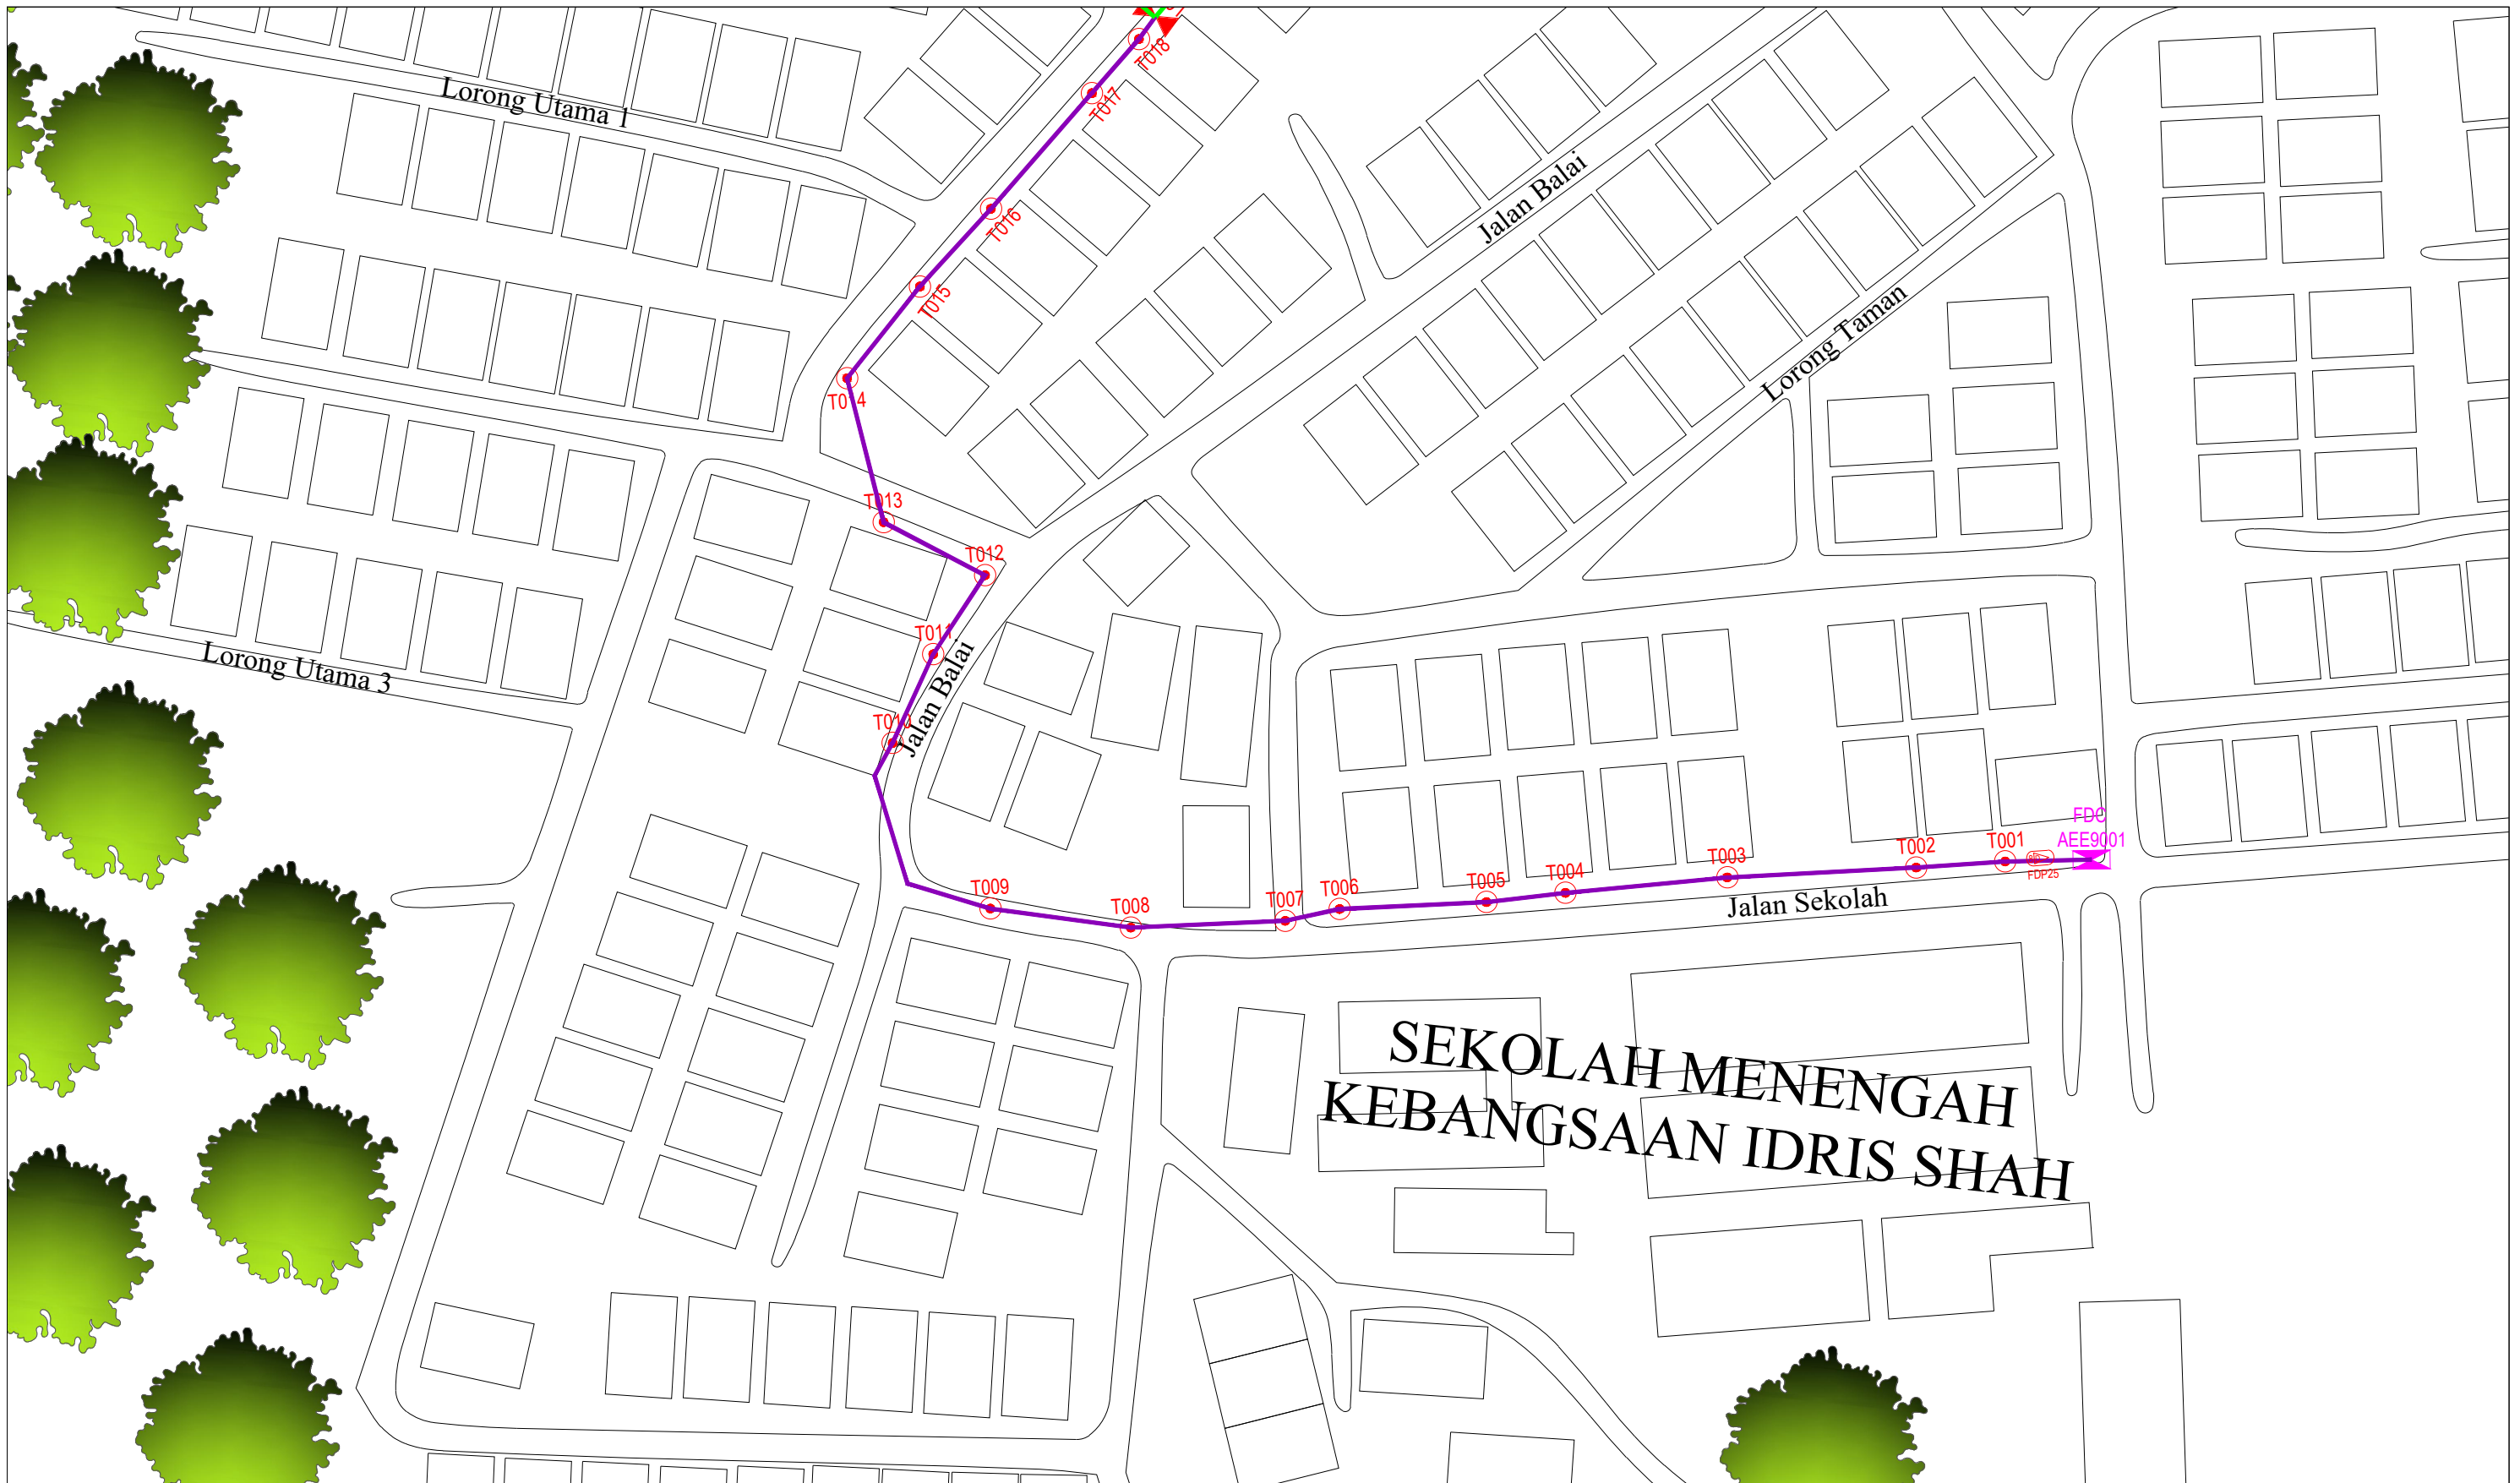 T018
T017
Lorong Utama 1
Jalan Balai
T016
T015
Lorong Taman
T014
T013
T012
T011
Jalan Balai
Lorong Utama 3
T010
FDC
AEE9001
T001
T002
T003
T004
T005
T006
T007
T008
T009
FDP25
Jalan Sekolah
SEKOLAH MENENGAH
KEBANGSAAN IDRIS SHAH